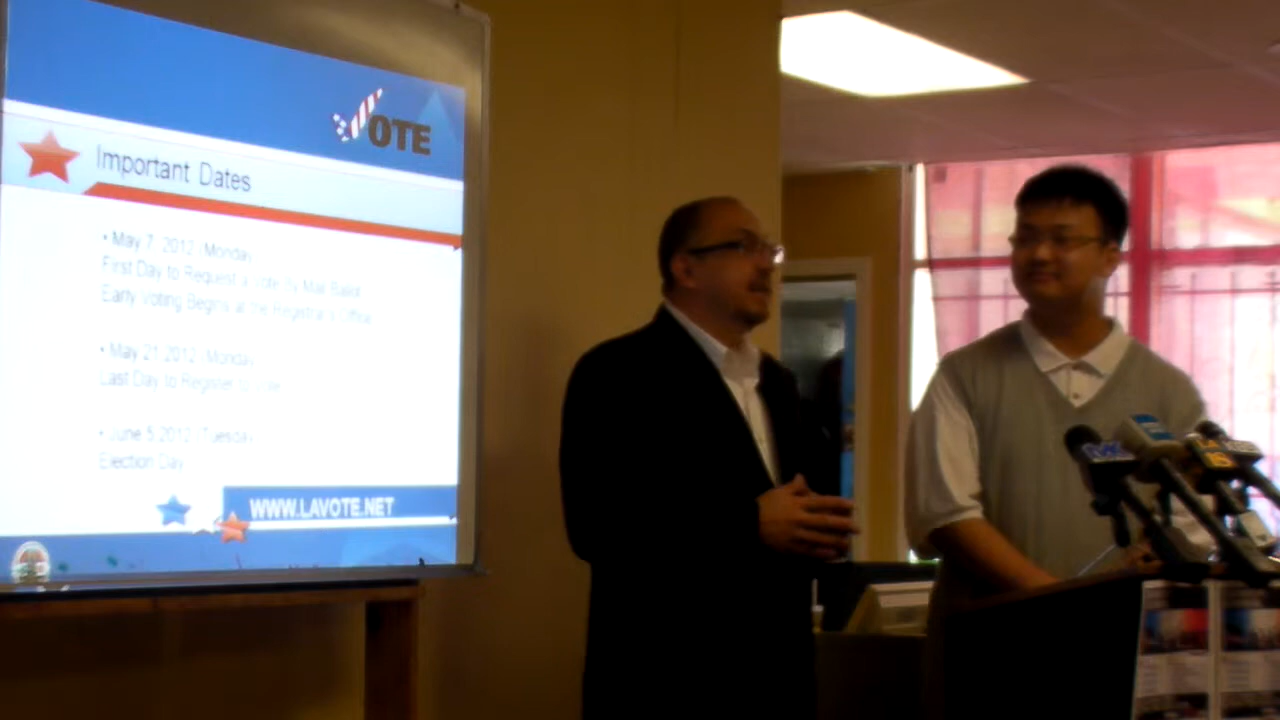 VOTE
Important Dates
• May 7, 2012 (Monday)
First Day to Request a Vote By Mail Ballot
Early Voting Begins at the Registrar's Office
• May 21, 2012 (Monday)
Last Day to Register to Vote
• June 5, 2012 (Tuesday)
Election Day
WWW.LAVOTE.NET
18